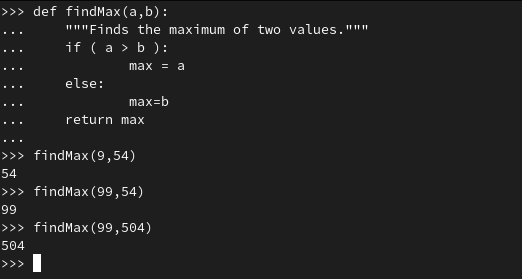 >>> def findMax(a,b):
...     """Finds the maximum of two values."""
...     if ( a > b ):
...             max = a
...     else:
...             max=b
...     return max
...
>>> findMax(9,54)
54
>>> findMax(99,54)
99
>>> findMax(99,504)
504
>>>